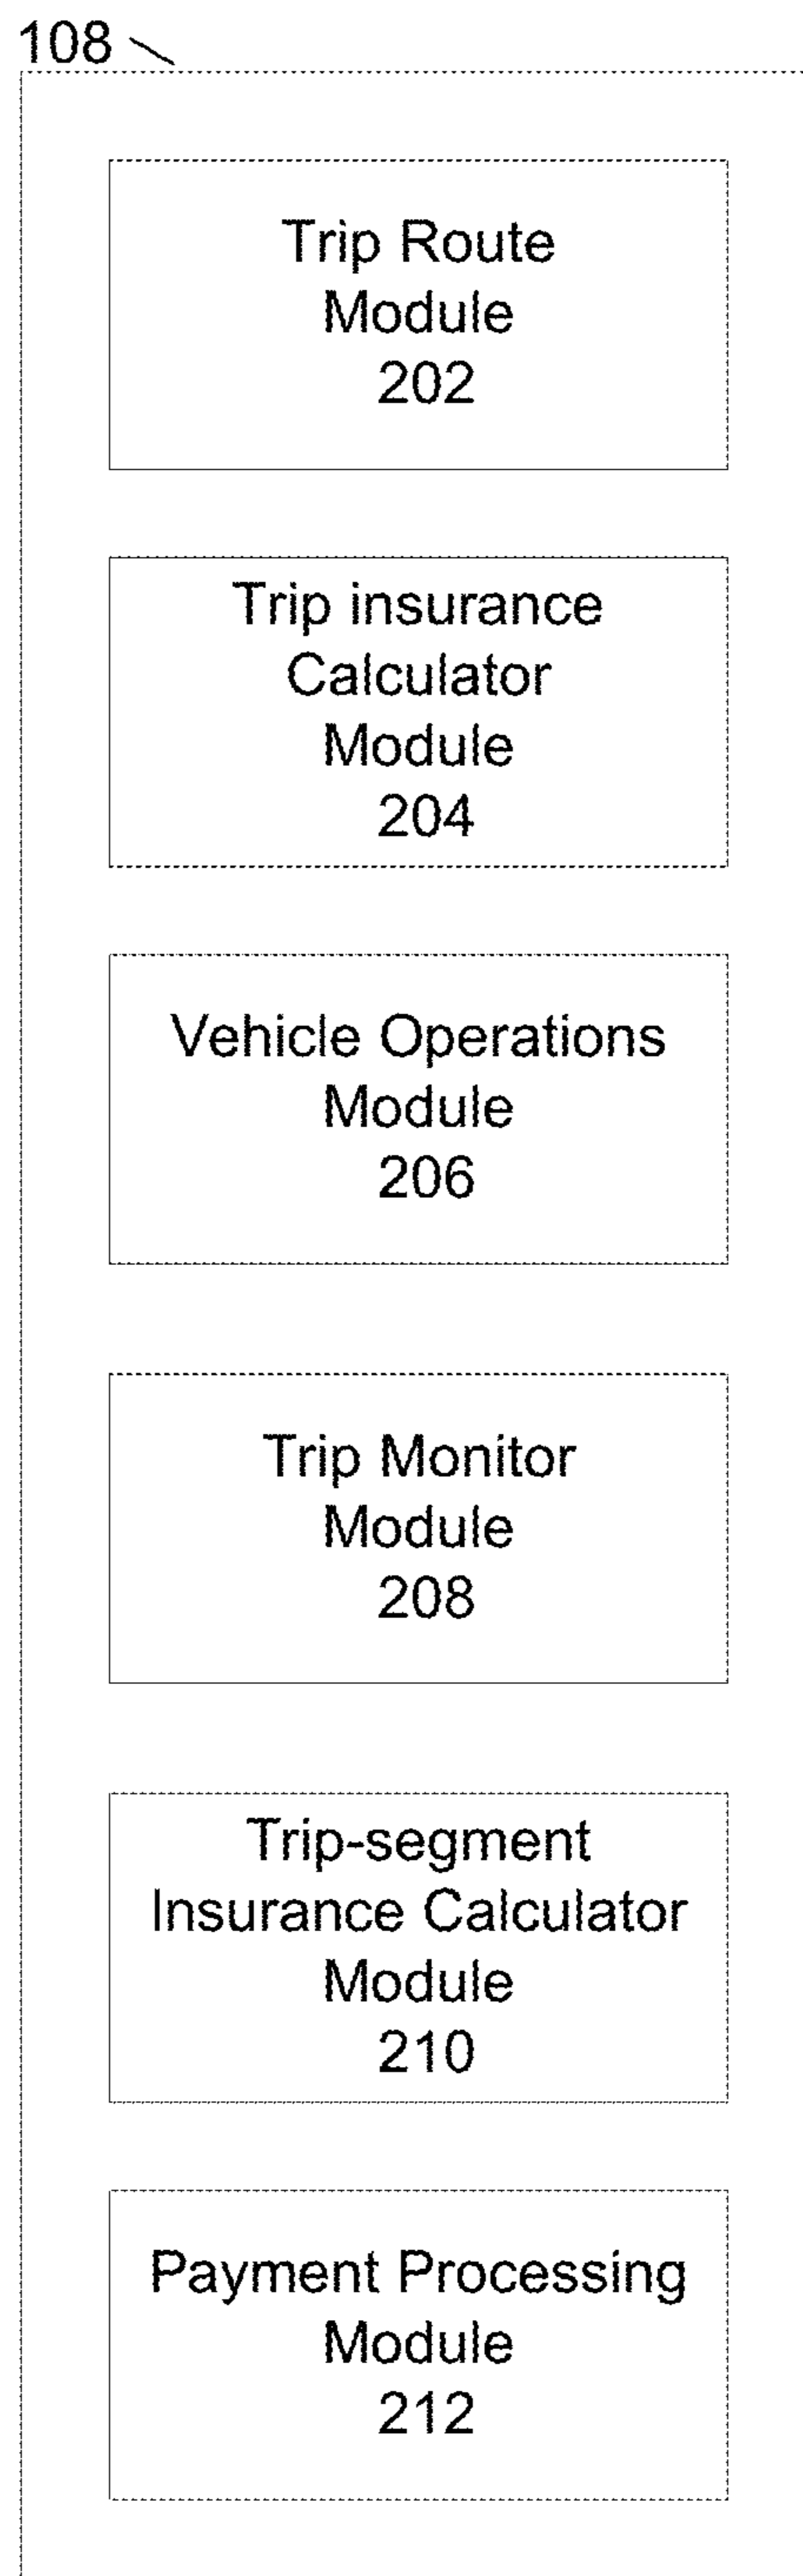 108
Trip Route
Module
202
Trip insurance
Calculator
Module
204
Vehicle Operations
Module
206
Trip Monitor
Module
208
Trip-segment
Insurance Calculator
Module
210
Payment Processing
Module
212